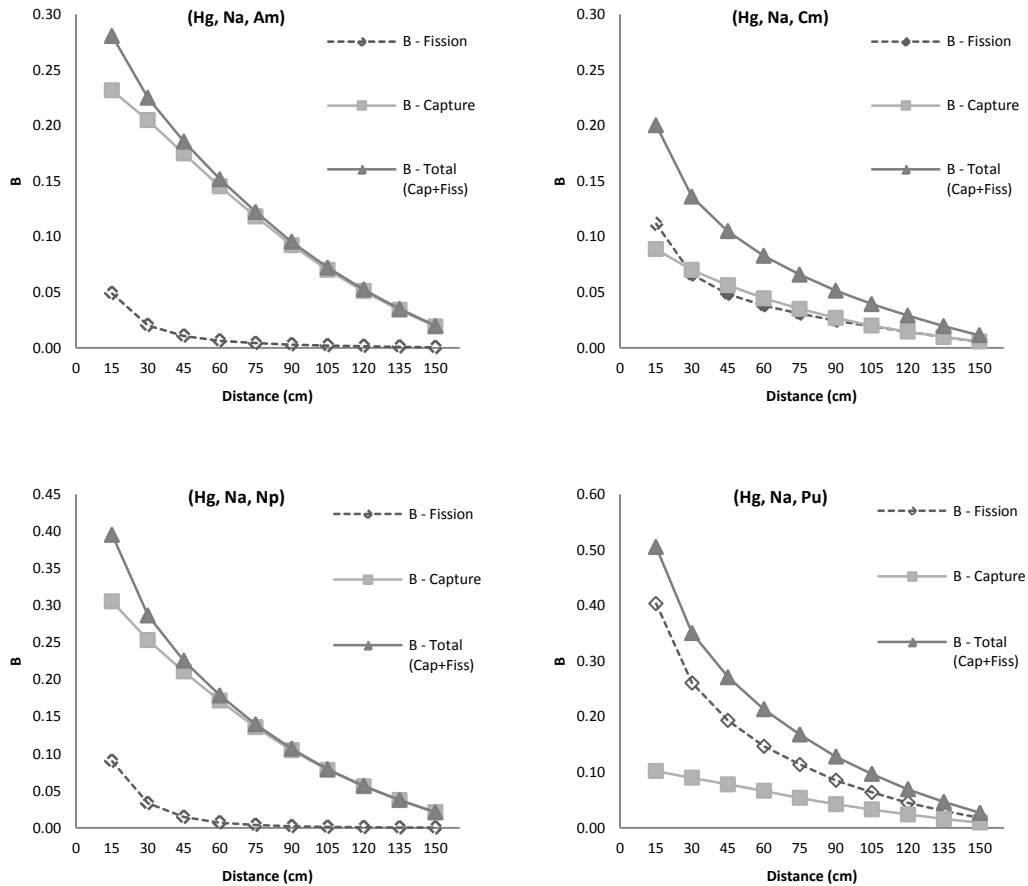 (Hg, Na, Am)
0.30
0.25
0.20
0.15
0.10
0.05
0.00
B
0 15 30 45 60 75 90 105 120 135 150
Distance (cm)
B - Fission
B - Capture
B - Total
(Cap+Fiss)
(Hg, Na, Cm)
0.30
0.25
0.20
0.15
0.10
0.05
0.00
B
0 15 30 45 60 75 90 105 120 135 150
Distance (cm)
B - Fission
B - Capture
B - Total
(Cap+Fiss)
(Hg, Na, Np)
0.45
0.40
0.35
0.30
0.25
0.20
0.15
0.10
0.05
0.00
B
0 15 30 45 60 75 90 105 120 135 150
Distance (cm)
B - Fission
B - Capture
B - Total
(Cap+Fiss)
(Hg, Na, Pu)
0.60
0.50
0.40
0.30
0.20
0.10
0.00
B
0 15 30 45 60 75 90 105 120 135 150
Distance (cm)
B - Fission
B - Capture
B - Total
(Cap+Fiss)